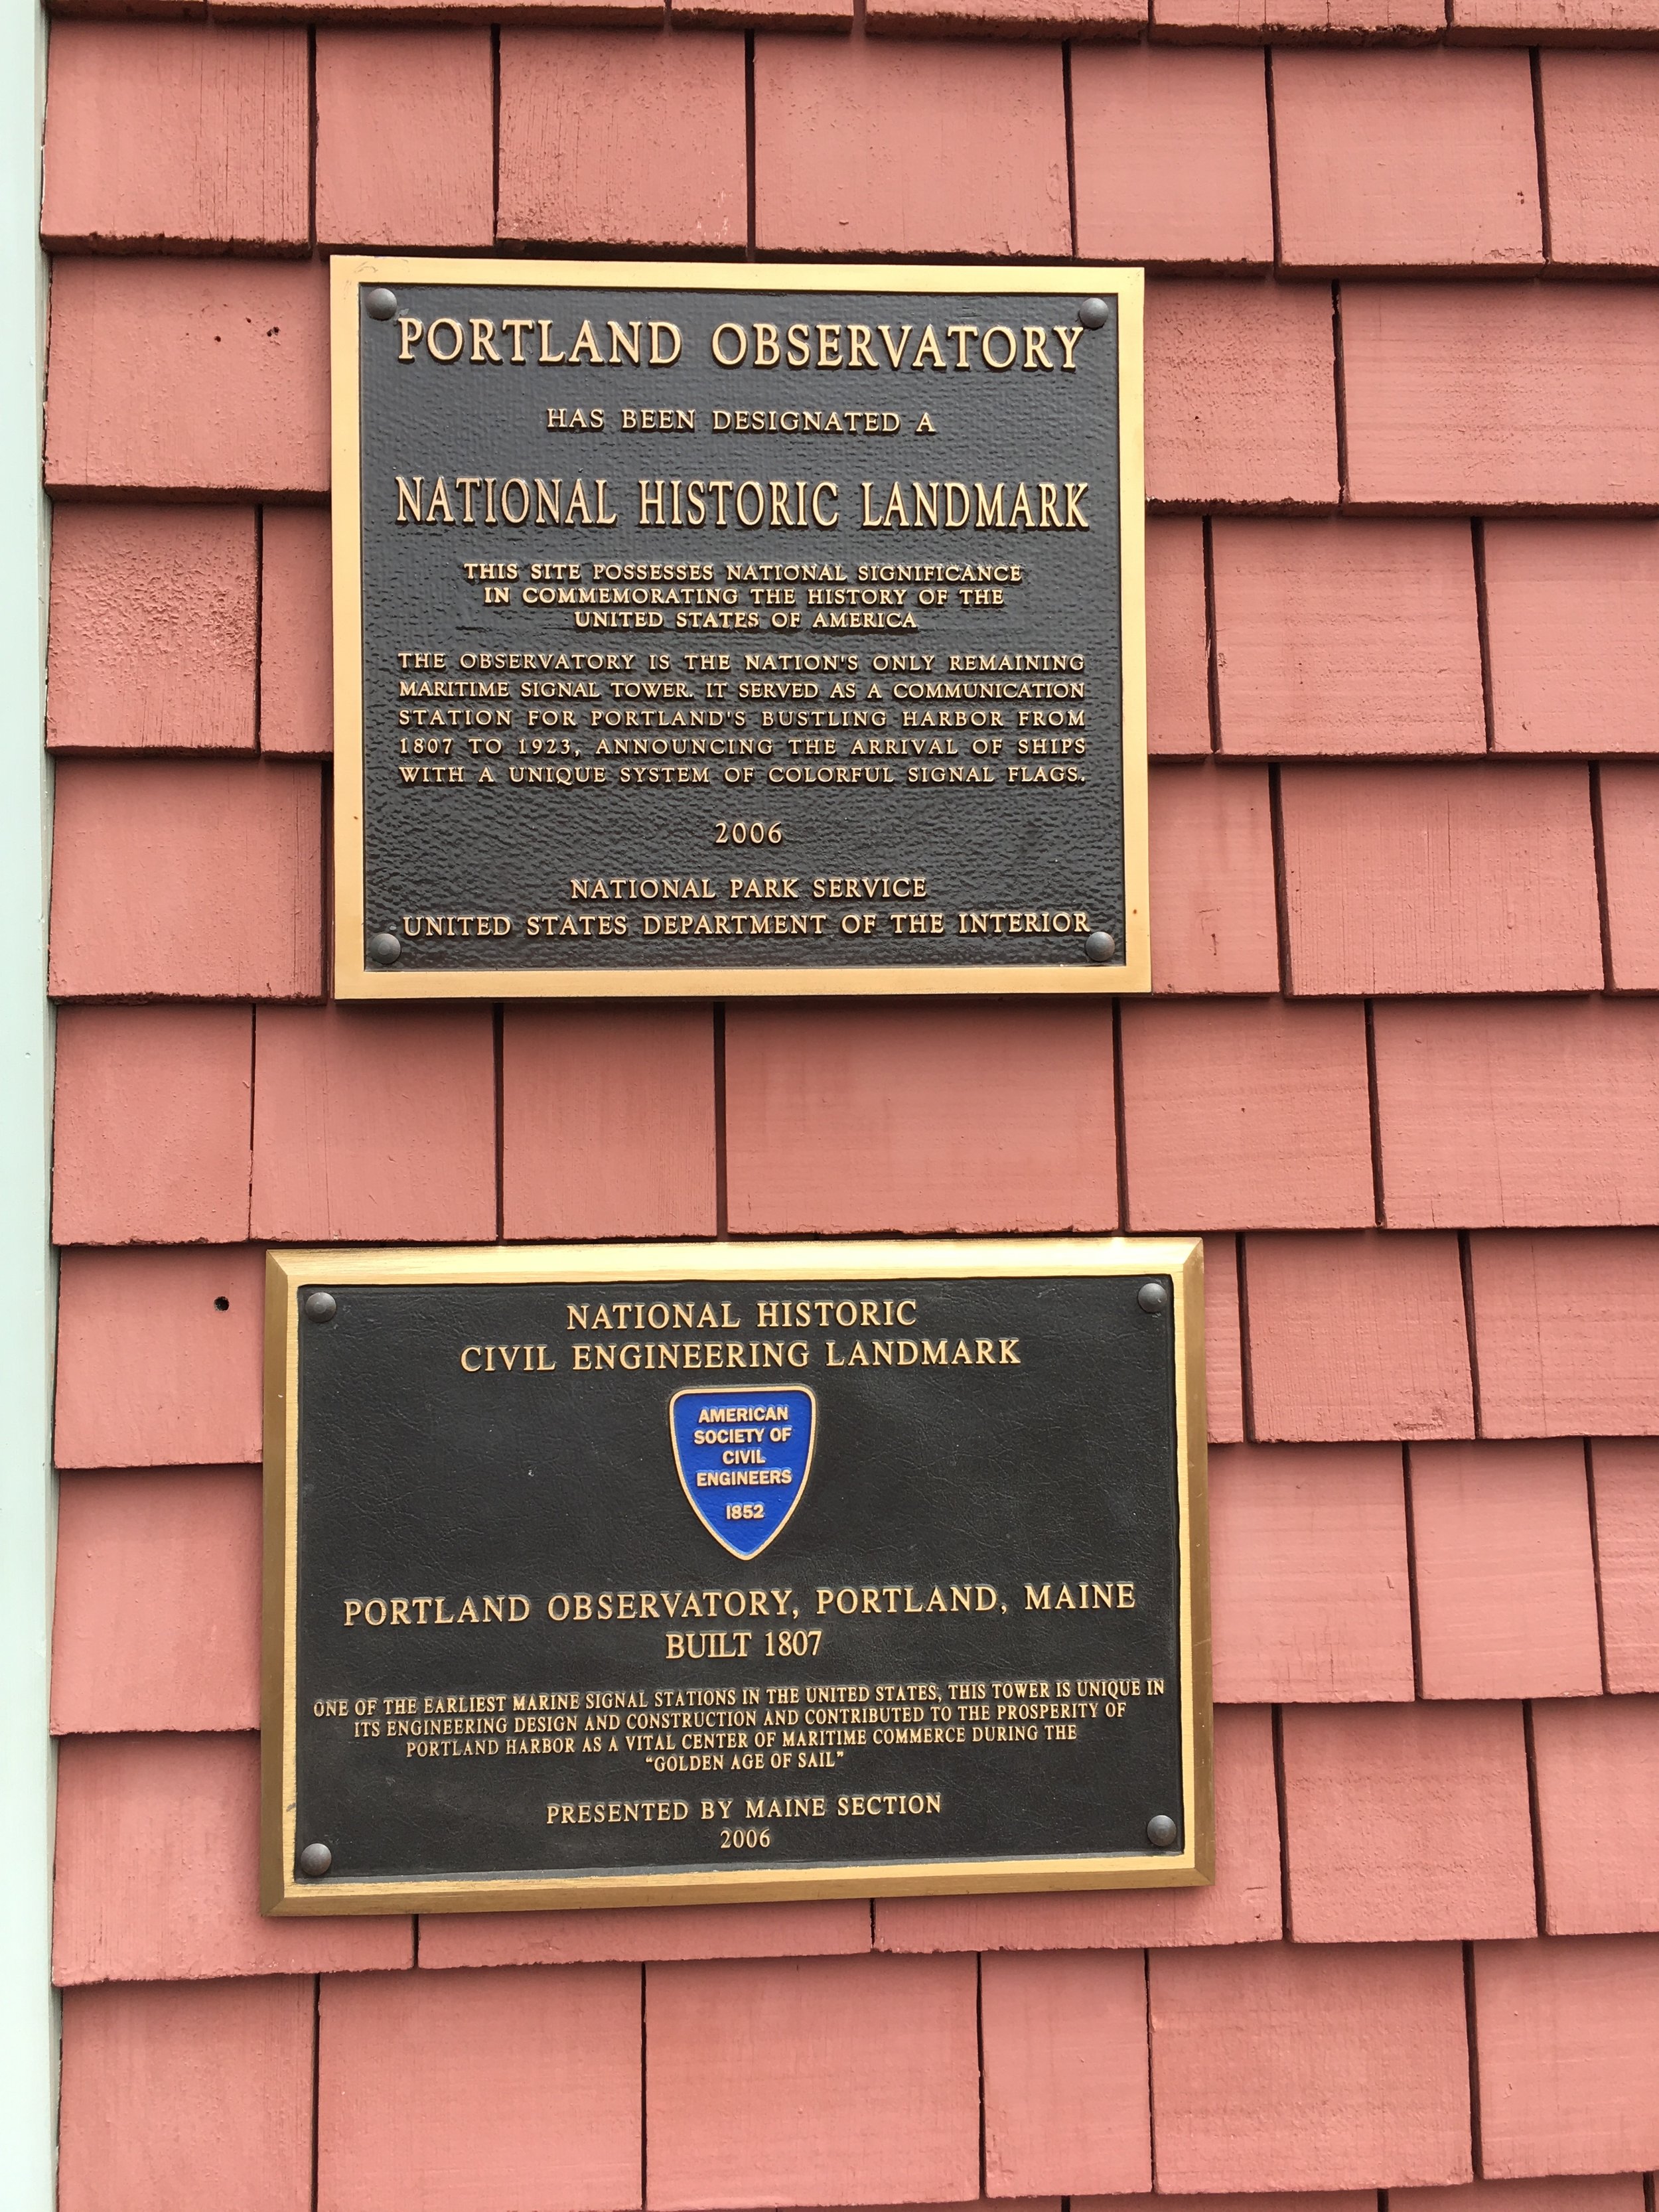 PORTLAND OBSERVATORY
HAS BEEN DESIGNATED A
NATIONAL HISTORIC LANDMARK
THIS SITE POSSESSES NATIONAL SIGNIFICANCE
IN COMMEMORATING THE HISTORY OF THE
UNITED STATES OF AMERICA
THE OBSERVATORY IS THE NATION'S ONLY REMAINING
MARITIME SIGNAL TOWER. IT SERVED AS A COMMUNICATION
STATION FOR PORTLAND'S BUSTLING HARBOR FROM
1807 TO 1923, ANNOUNCING THE ARRIVAL OF SHIPS
WITH A UNIQUE SYSTEM OF COLORFUL SIGNAL FLAGS.
2006
NATIONAL PARK SERVICE
UNITED STATES DEPARTMENT OF THE INTERIOR
NATIONAL HISTORIC
CIVIL ENGINEERING LANDMARK
AMERICAN
SOCIETY OF
CIVIL
ENGINEERS
1852
PORTLAND OBSERVATORY, PORTLAND, MAINE
BUILT 1807
ONE OF THE EARLIEST MARINE SIGNAL STATIONS IN THE UNITED STATES, THIS TOWER IS UNIQUE IN
ITS ENGINEERING DESIGN AND CONSTRUCTION AND CONTRIBUTED TO THE PROSPERITY OF
PORTLAND HARBOR AS A VITAL CENTER OF MARITIME COMMERCE DURING THE
"GOLDEN AGE OF SAIL"
PRESENTED BY MAINE SECTION
2006